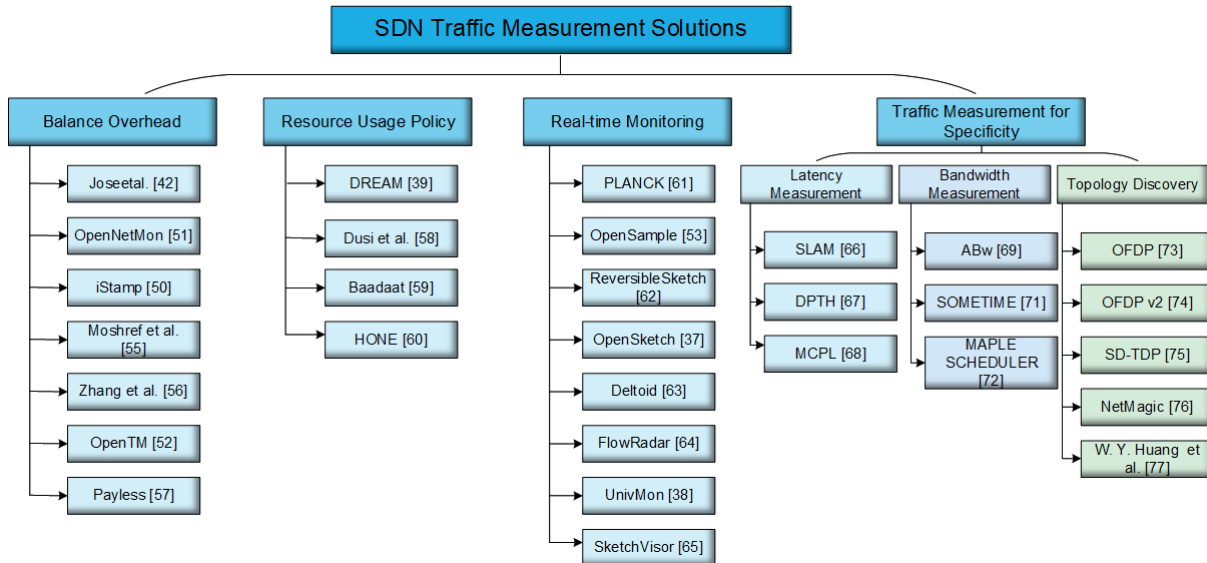 SDN Traffic Measurement Solutions
Balance Overhead
Joseetal. [42]
OpenNetMon [51]
iStamp [50]
Moshref et al.
[55]
Zhang et al. [56]
OpenTM [52]
Payless [57]
Resource Usage Policy
DREAM [39]
Dusi et al. [58]
Baadaat [59]
HONE [60]
Real-time Monitoring
PLANCK [61]
OpenSample [53]
ReversibleSketch
[62]
OpenSketch [37]
Deltoid [63]
FlowRadar [64]
UnivMon [38]
SketchVisor [65]
Traffic Measurement for
Specificity
Latency
Measurement
SLAM [66]
DPTH [67]
MCPL [68]
Bandwidth
Measurement
ABw [69]
SOMETIME [71]
MAPLE
SCHEDULER
[72]
Topology Discovery
OFDP [73]
OFDP v2 [74]
SD-TDP [75]
NetMagic [76]
W. Y. Huang et
al. [77]